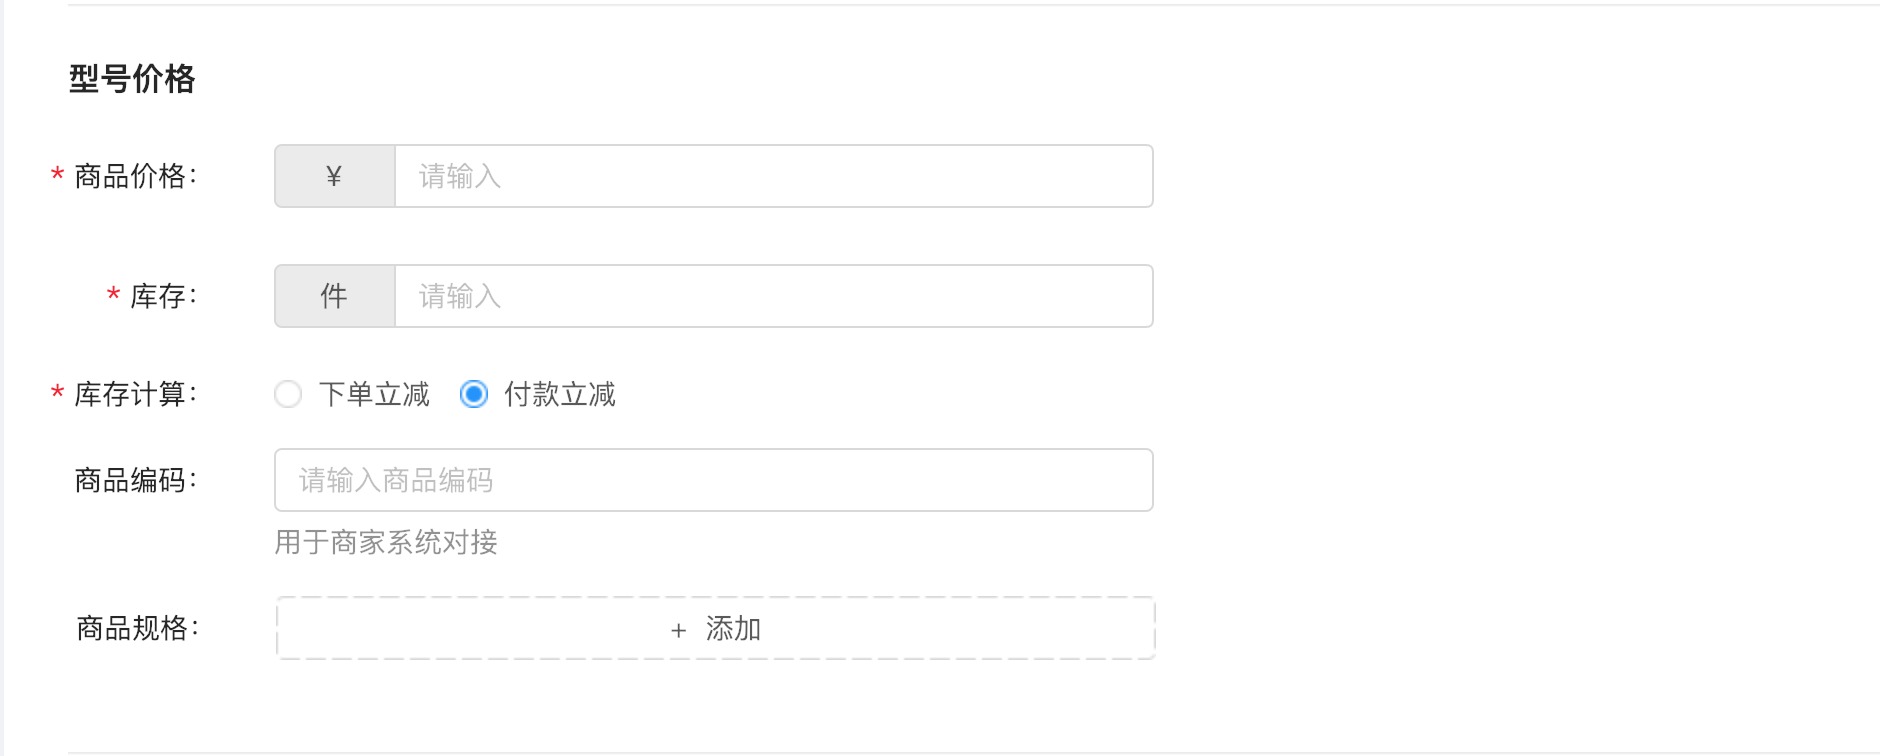 型号价格
* 商品价格:
¥ 请输入
* 库存:
件 请输入
* 库存计算:
下单立减 付款立减
商品编码:
请输入商品编码
用于商家系统对接
商品规格:
+ 添加